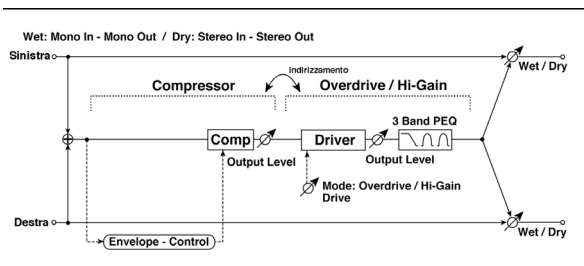 Wet: Mono In - Mono Out / Dry: Stereo In - Stereo Out
Sinistra
Wet / Dry
Indirizzamento
Compressor
Overdrive / Hi-Gain
3 Band PEQ
Comp
Driver
Output Level
Output Level
Mode: Overdrive / Hi-Gain
Drive
Destra
Wet / Dry
Envelope - Control